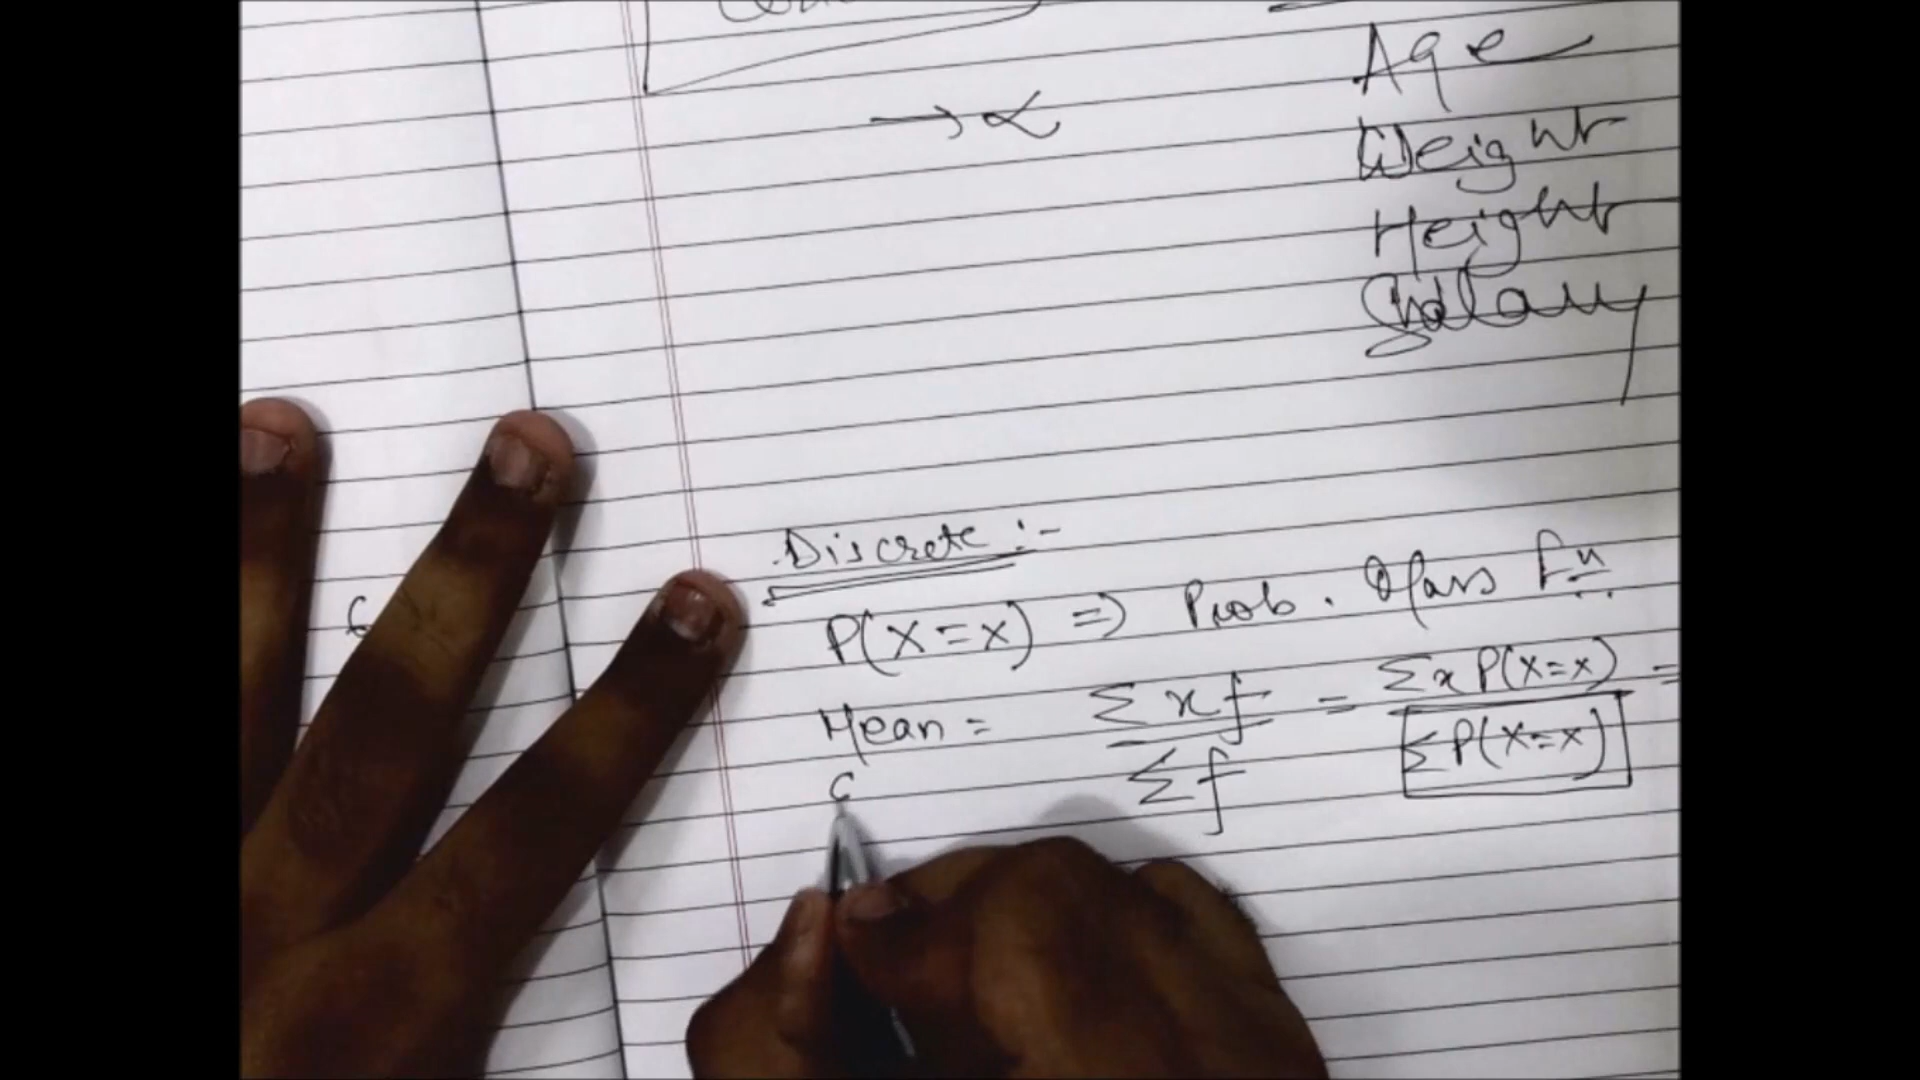 → ∝
Age
Weight
Height
Salary
Discrete :-
P(X=x) ⇒ Prob. Mass Fn
Mean = Σxf / Σf = Σx P(X=x) / ΣP(X=x) =